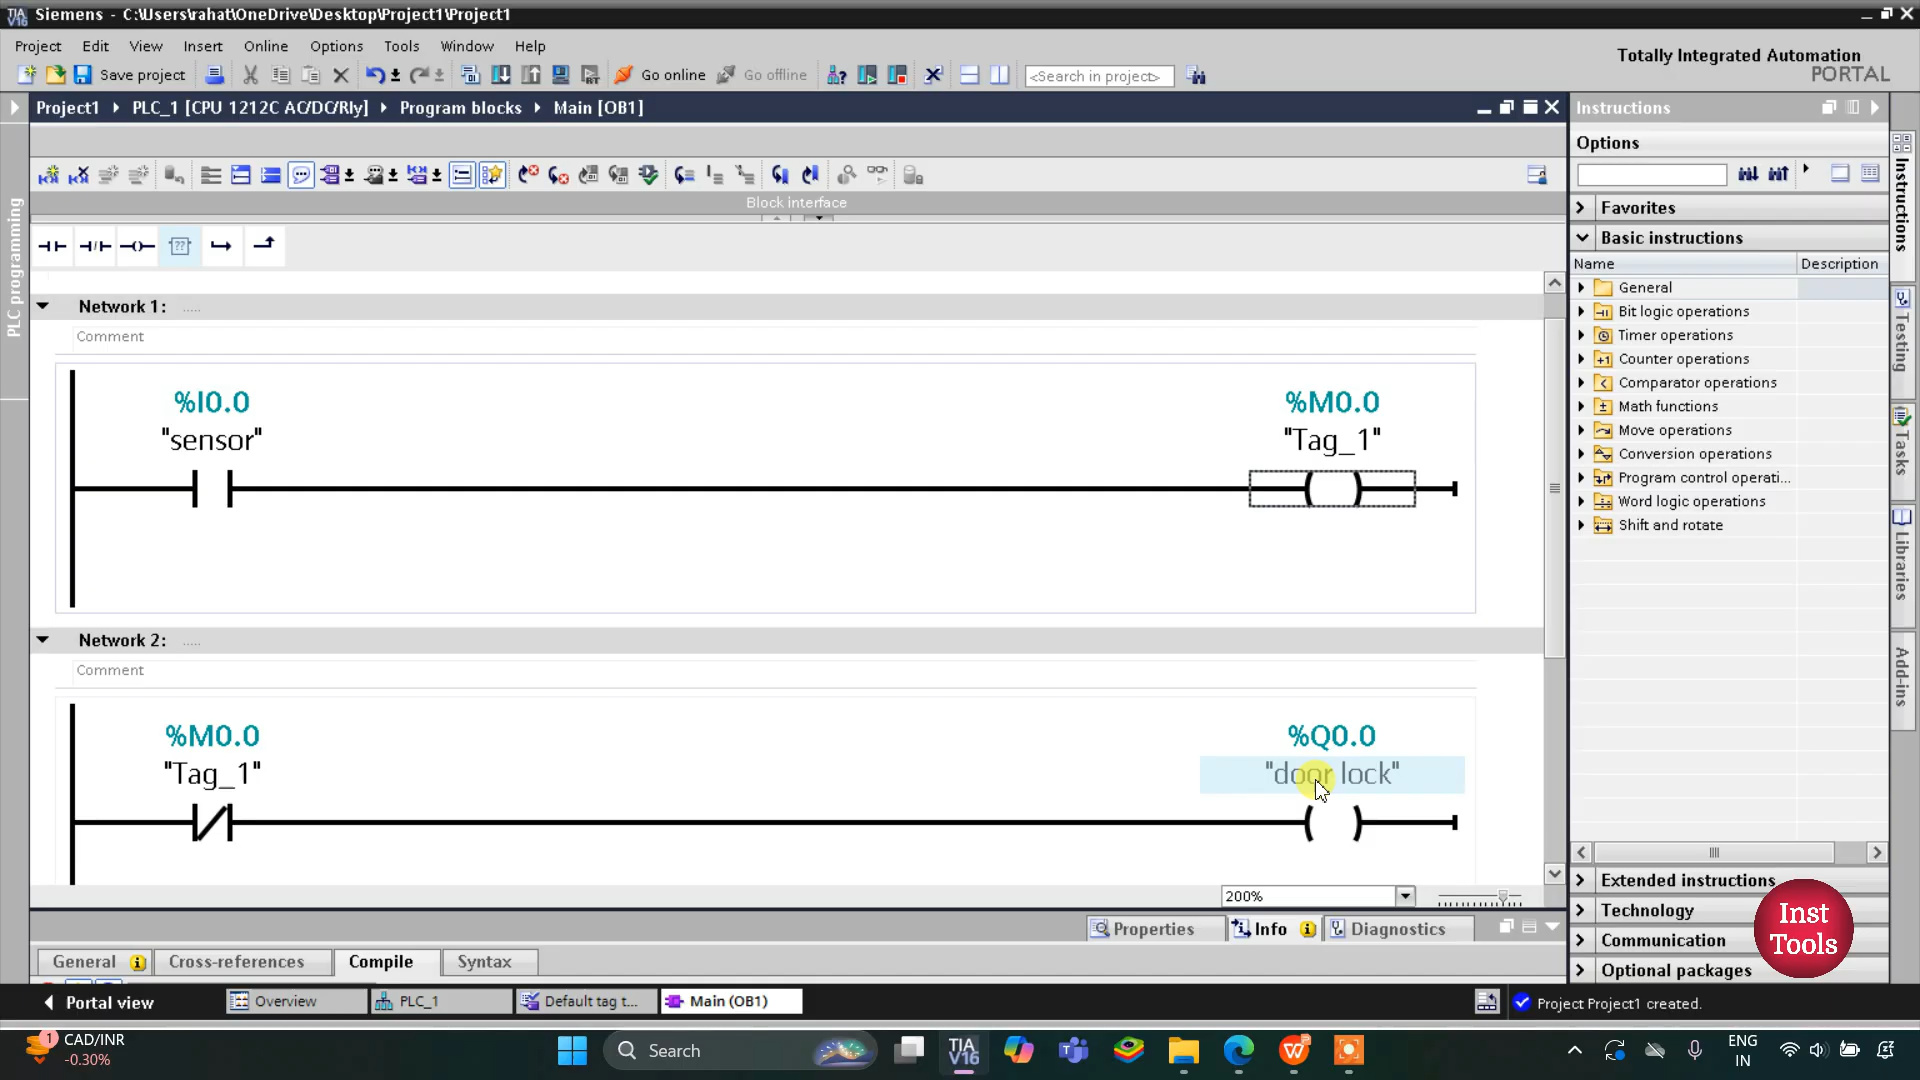 Siemens - C:\Users\rahat\OneDrive\Desktop\Project1\Project1
Project Edit View Insert Online Options Tools Window Help
Totally Integrated Automation
PORTAL
Save project
Go online
Go offline
<Search in project>
Project1 PLC_1 [CPU 1212C AC/DC/Rly] Program blocks Main [OB1]
Instructions
Options
Block interface
Favorites
Basic instructions
Name Description
General
Bit logic operations
Timer operations
Counter operations
Comparator operations
Math functions
Move operations
Conversion operations
Program control operati...
Word logic operations
Shift and rotate
Extended instructions
Technology
Communication
Optional packages
PLC programming
Instructions
Testing
Tasks
Libraries
Add-ins
??
Network 1: .....
Comment
%I0.0
"sensor"
%M0.0
"Tag_1"
Network 2: .....
Comment
%M0.0
"Tag_1"
%Q0.0
"door lock"
200%
Properties Info Diagnostics
General Cross-references Compile Syntax
Portal view Overview PLC_1 Default tag t... Main (OB1)
Project Project1 created.
Inst
Tools
1
CAD/INR
-0.30%
Search
TIA
V16
ENG
IN